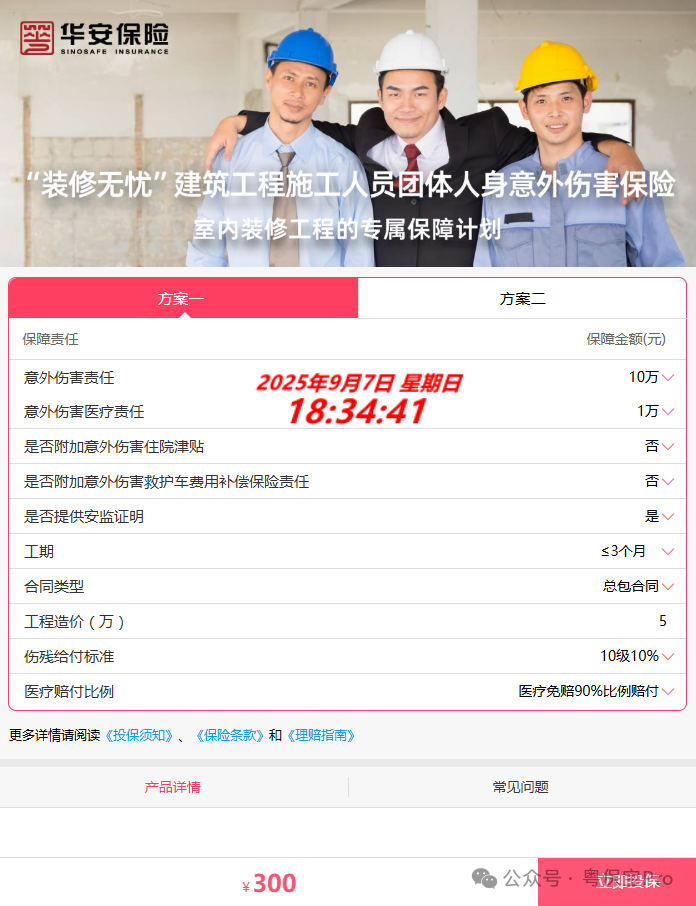 华安保险
SINOSAFE INSURANCE
“装修无忧”建筑工程施工人员团体人身意外伤害保险
室内装修工程的专属保障计划
方案一 方案二
保障责任 保障金额(元)
意外伤害责任 10万
2025年9月7日 星期日
18:34:41
意外伤害医疗责任 1万
是否附加意外伤害住院津贴 否
是否附加意外伤害救护车费用补偿保险责任 否
是否提供安监证明 是
工期 ≤3个月
合同类型 总包合同
工程造价（万） 5
伤残给付标准 10级10%
医疗赔付比例 医疗免赔90%比例赔付
更多详情请阅读《投保须知》、《保险条款》和《理赔指南》
产品详情 常见问题
¥300 立即投保
公众号 · 粤保宝Pro